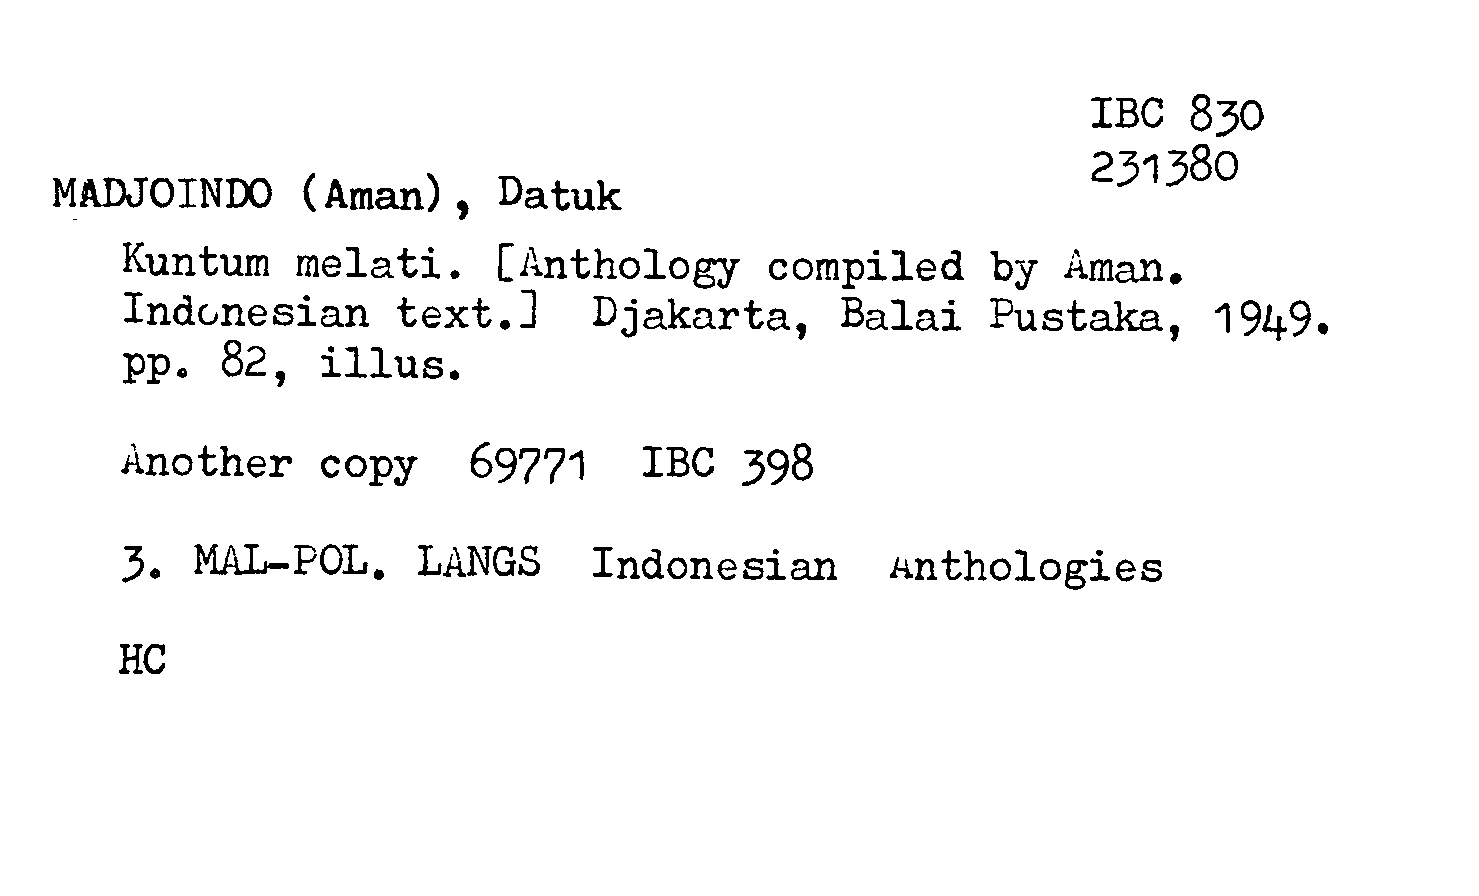 IBC 830
231380
MADJOINDO (Aman), Datuk
Kuntum melati. [Anthology compiled by Aman.
Indonesian text.] Djakarta, Balai Pustaka, 1949.
pp. 82, illus.
Another copy 69771 IBC 398
3. MAL-POL. LANGS Indonesian Anthologies
HC